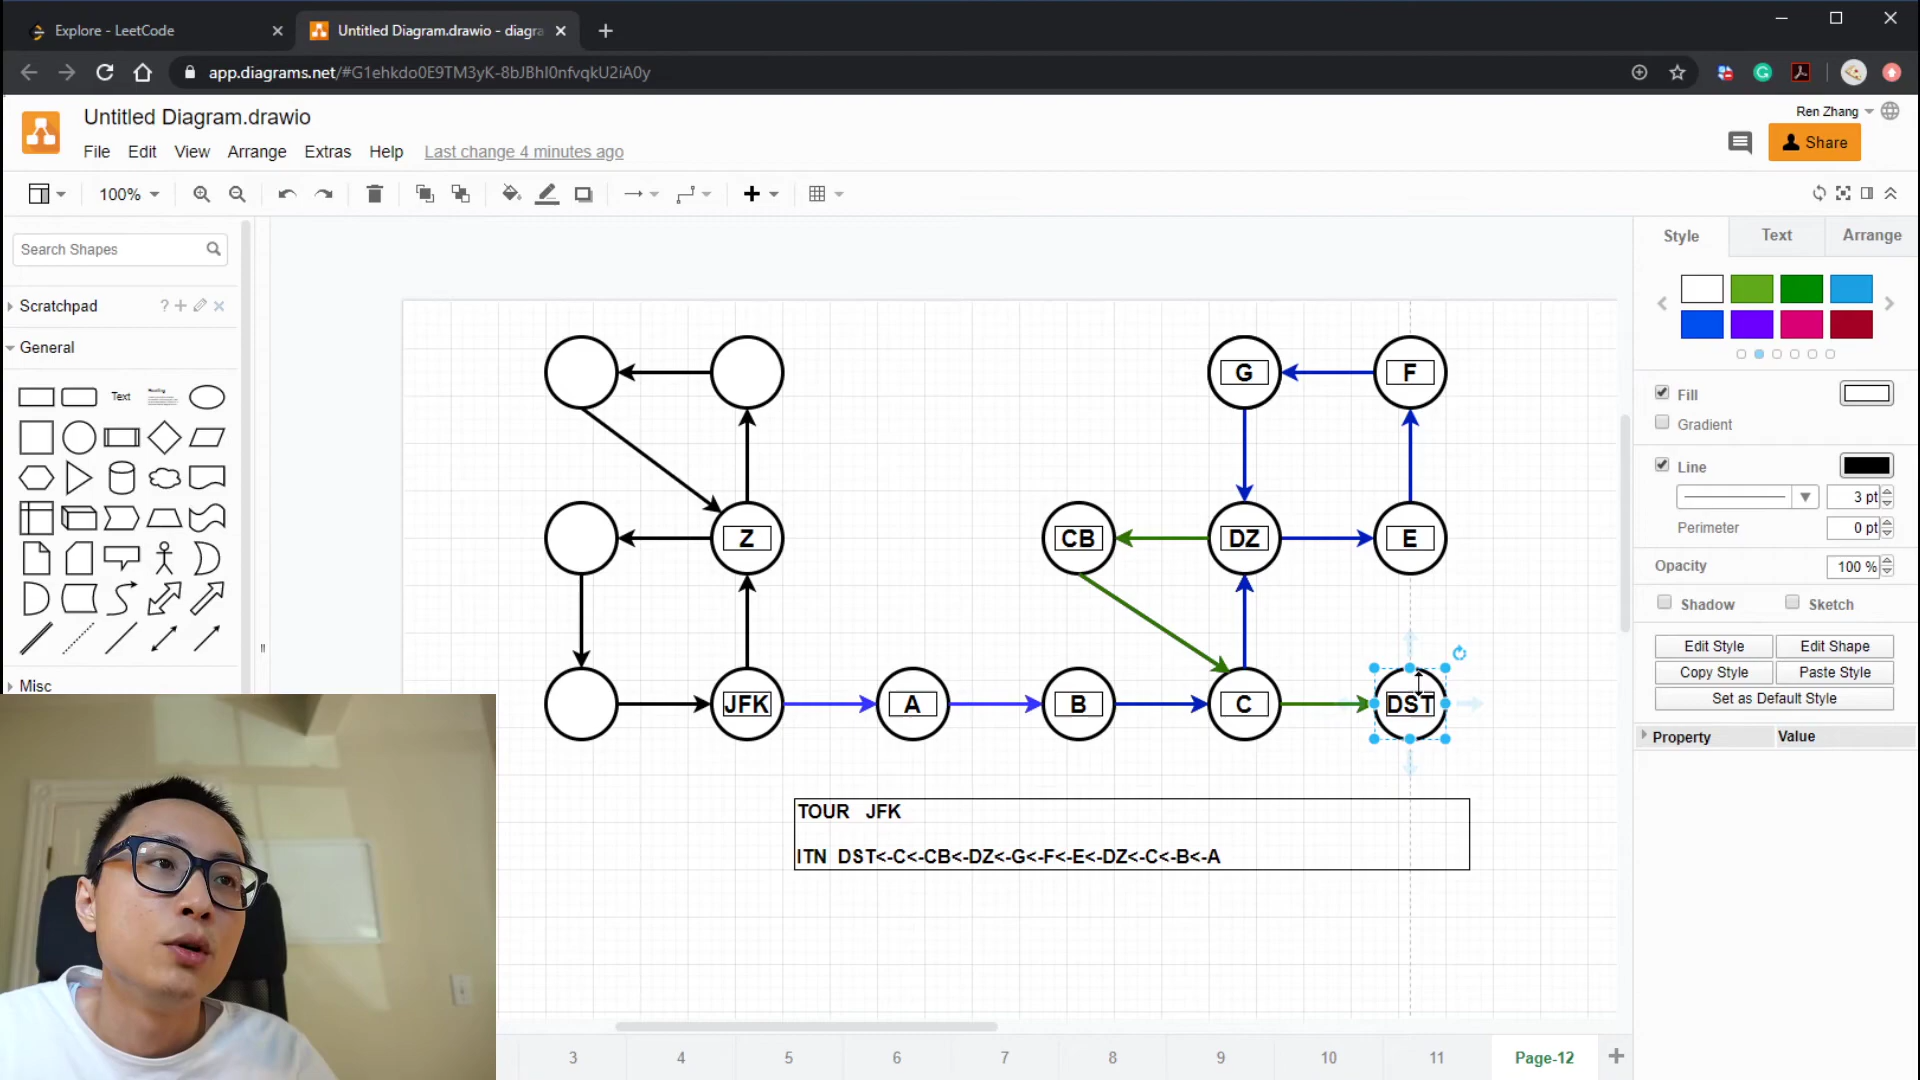 Explore - LeetCode
Untitled Diagram.drawio - diagra
app.diagrams.net/#G1ehkdo0E9TM3yK-8bJBhI0nfvqkU2iA0y
Untitled Diagram.drawio
Ren Zhang
File Edit View Arrange Extras Help Last change 4 minutes ago
Share
100%
Search Shapes
Style Text Arrange
Scratchpad
General
Text
Heading
Misc
G F
Z CB DZ E
JFK A B C DST
TOUR JFK
ITN DST<-C<-CB<-DZ<-G<-F<-E<-DZ<-C<-B<-A
Fill
Gradient
Line
3 pt
Perimeter 0 pt
Opacity 100 %
Shadow Sketch
Edit Style Edit Shape
Copy Style Paste Style
Set as Default Style
Property Value
3 4 5 6 7 8 9 10 11 Page-12